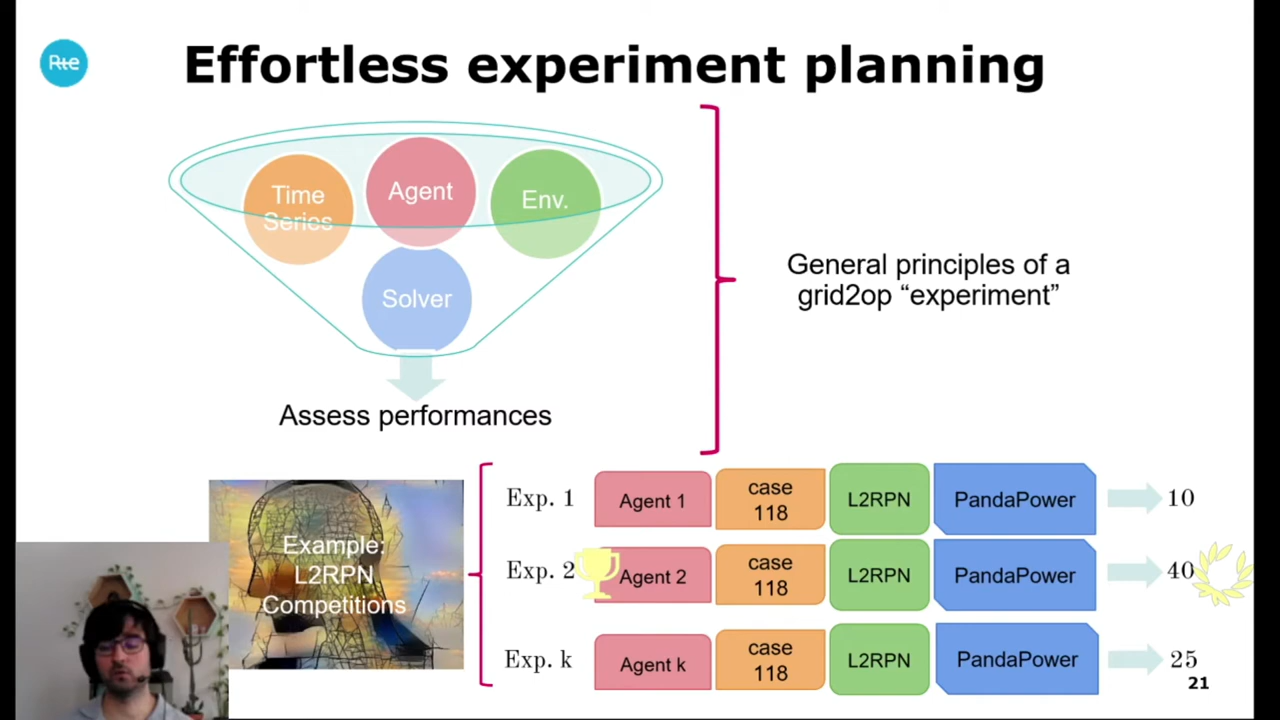 Rte
Effortless experiment planning
Time
Series
Agent
Env.
Solver
Assess performances
General principles of a
grid2op “experiment”
Example:
L2RPN
Competitions
Exp. 1
Agent 1
case
118
L2RPN
PandaPower
10
Exp. 2
Agent 2
case
118
L2RPN
PandaPower
40
Exp. k
Agent k
case
118
L2RPN
PandaPower
25
21